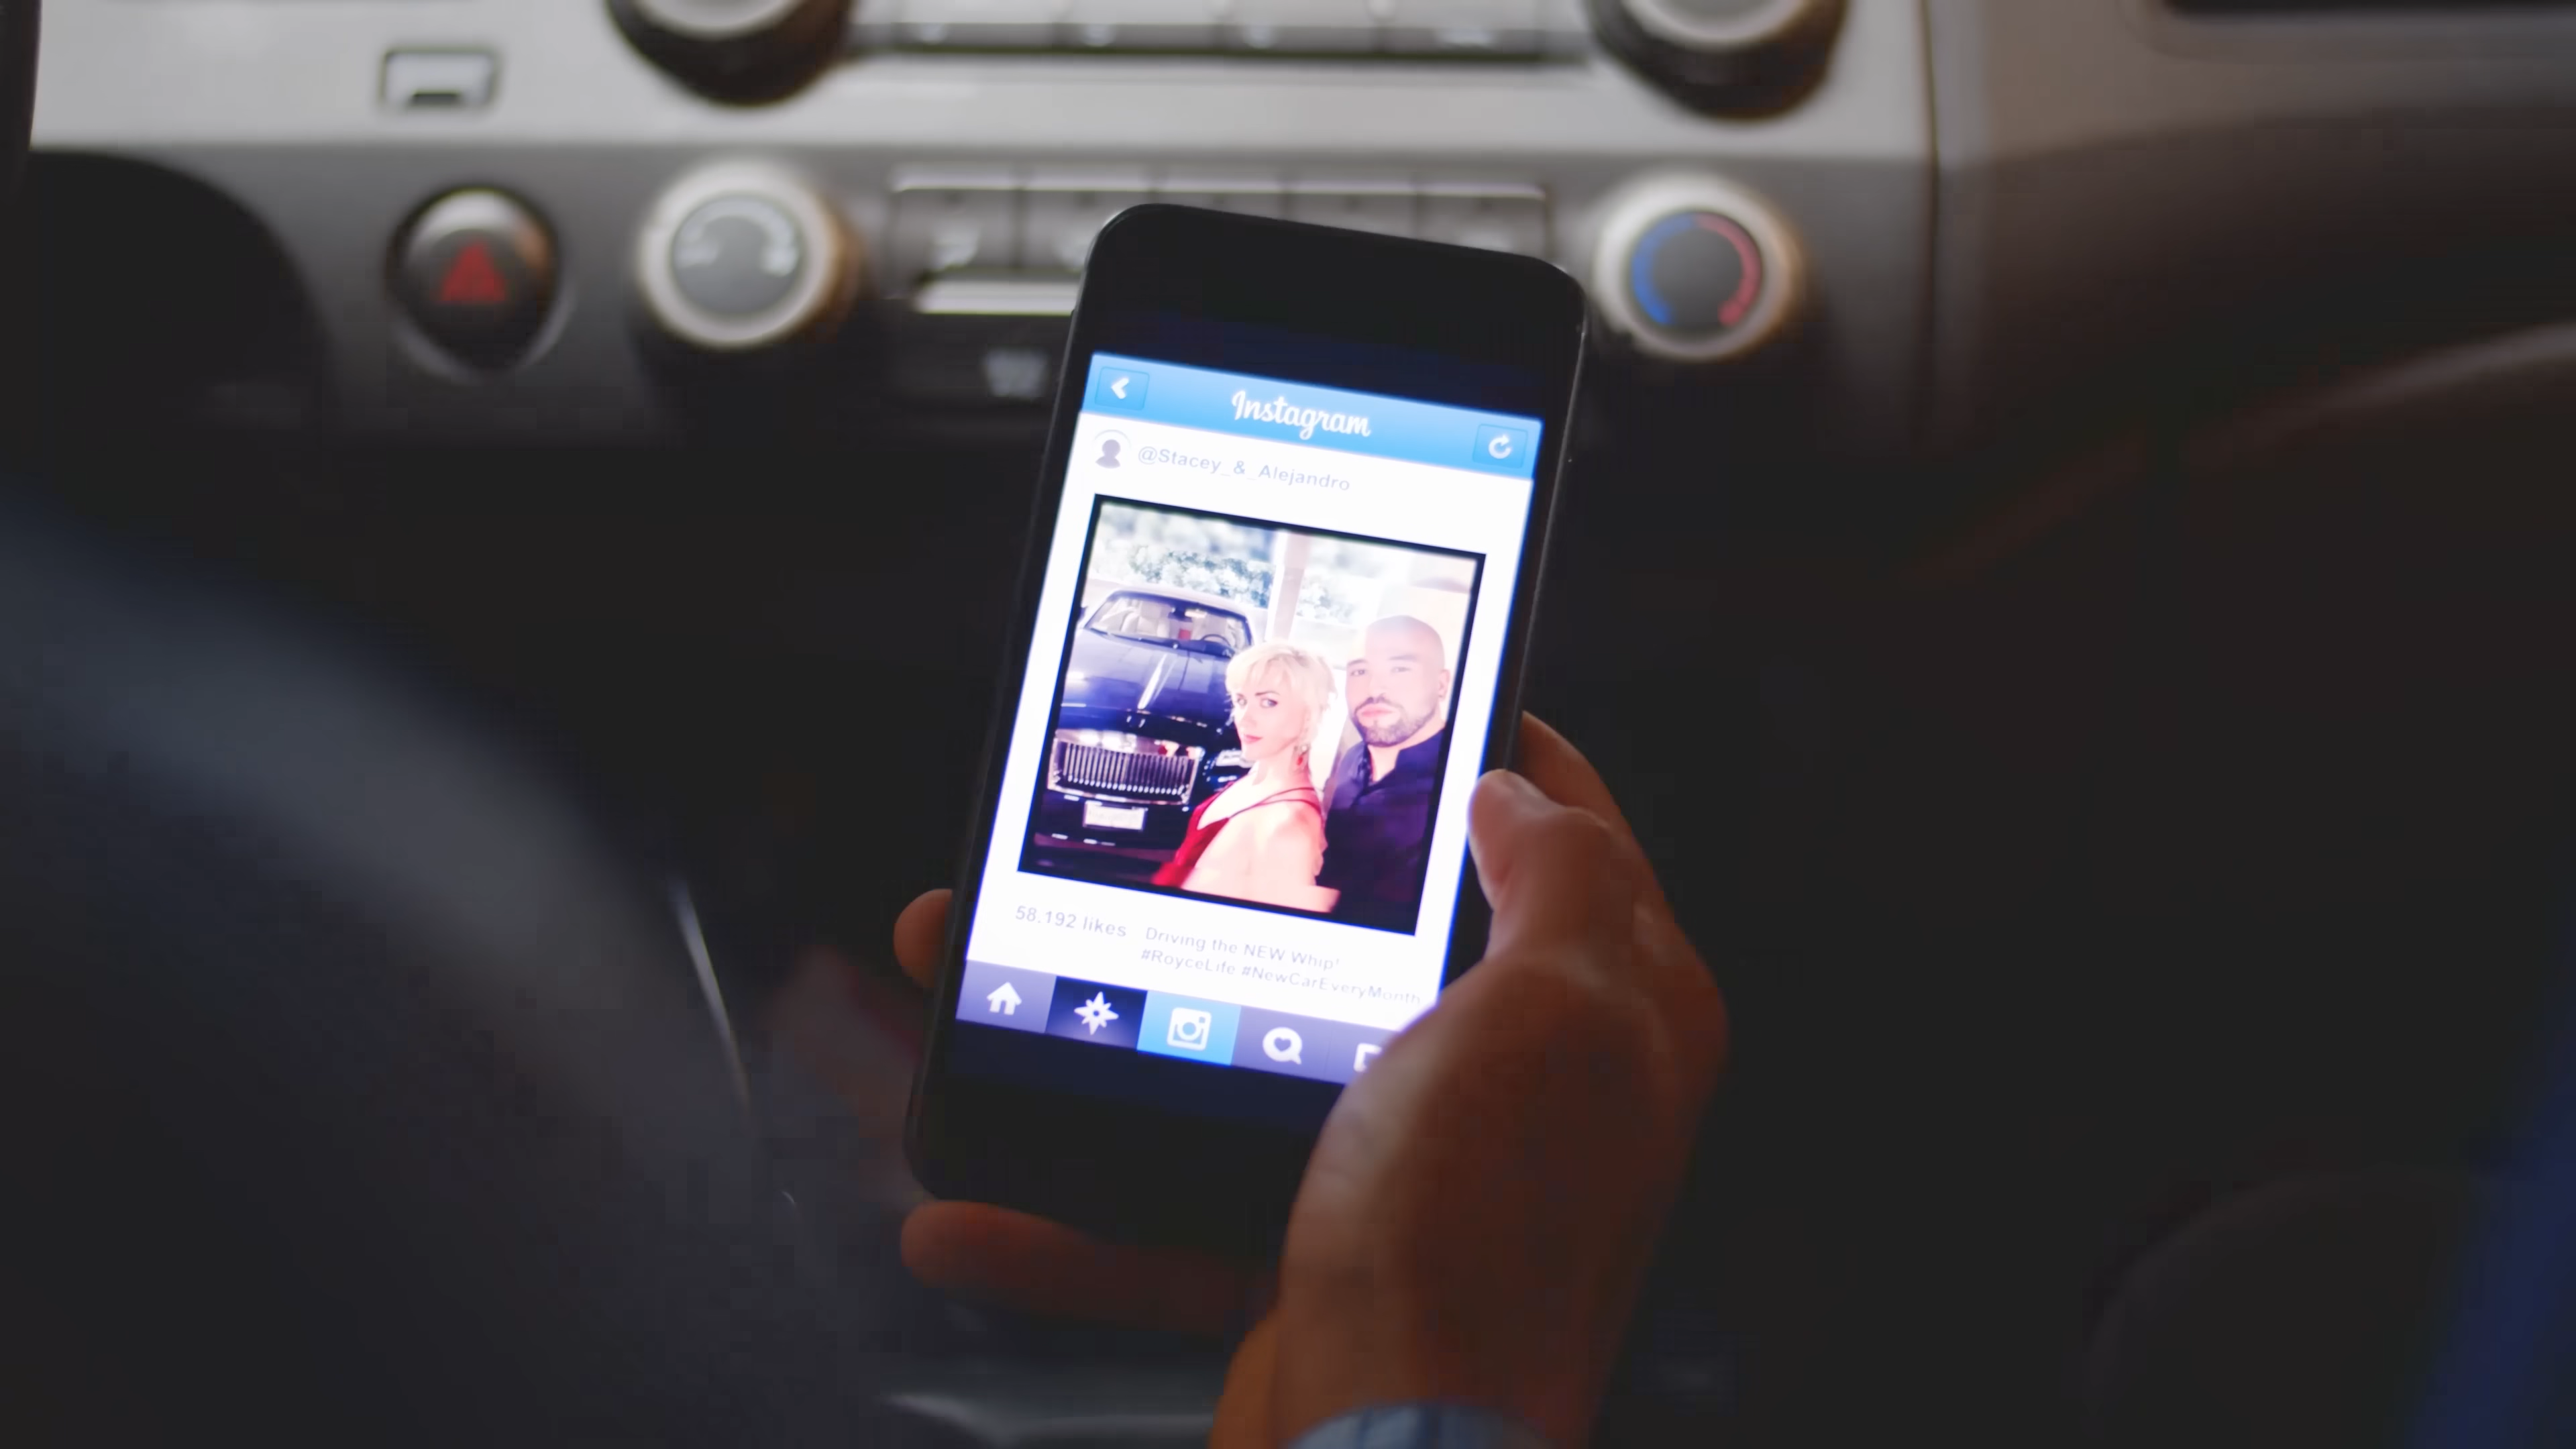 Instagram
@Stacey_&_Alejandro
58.192 likes
Driving the NEW Whip!
#RoyceLife #NewCarEveryMonth